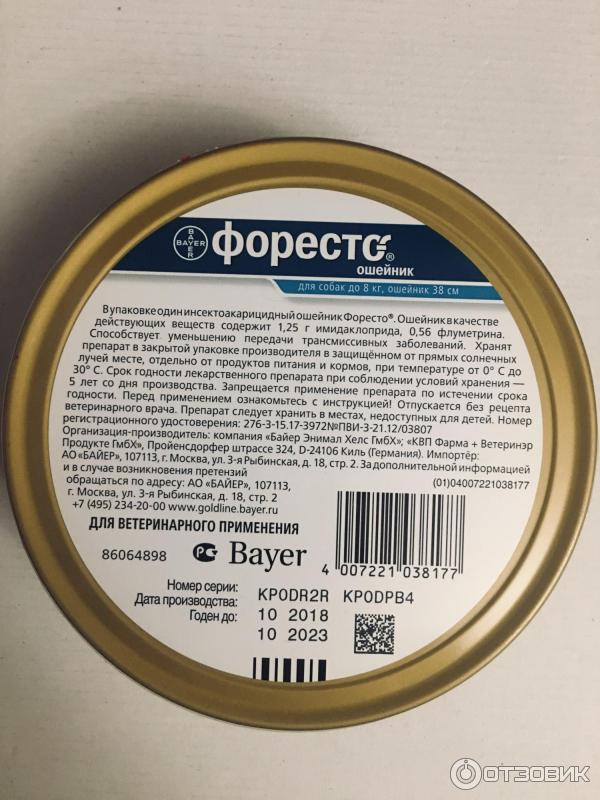 BAYER
BAYER
форесто®
ошейник
для собак до 8 кг, ошейник 38 см
В упаковке один инсектоакарицидный ошейник Форесто®. Ошейник в качестве
действующих веществ содержит 1,25 г имидаклоприда, 0,56 флуметрина.
Способствует уменьшению передачи трансмиссивных заболеваний. Хранят
препарат в закрытой упаковке производителя в защищённом от прямых солнечных
лучей месте, отдельно от продуктов питания и кормов, при температуре от 0° С до
30° С. Срок годности лекарственного препарата при соблюдении условий хранения —
5 лет со дня производства. Запрещается применение препарата по истечении срока
годности. Перед применением ознакомьтесь с инструкцией! Отпускается без рецепта
ветеринарного врача. Препарат следует хранить в местах, недоступных для детей. Номер
регистрационного удостоверения: 276-3-15.17-3972№ПВИ-3-21.12/03807
Организация-производитель: компания «Байер Энимал Хелс ГмбХ»; «КВП Фарма + Ветеринэр
Продукте ГмбХ», Пройенсдорфер штрассе 324, D-24106 Киль (Германия). Импортёр:
АО «БАЙЕР», 107113, г. Москва, ул. 3-я Рыбинская, д. 18, стр. 2. За дополнительной информацией
и в случае возникновения претензий
обращаться по адресу: АО «БАЙЕР», 107113,
г. Москва, ул. 3-я Рыбинская, д. 18, стр. 2
+7 (495) 234-20-00 www.goldline.bayer.ru
(01)04007221038177
ДЛЯ ВЕТЕРИНАРНОГО ПРИМЕНЕНИЯ
86064898 Bayer
4 007221 038177
Номер серии: KP0DR2R KP0DPB4
Дата производства: 10 2018
Годен до: 10 2023
ОТЗОВИК